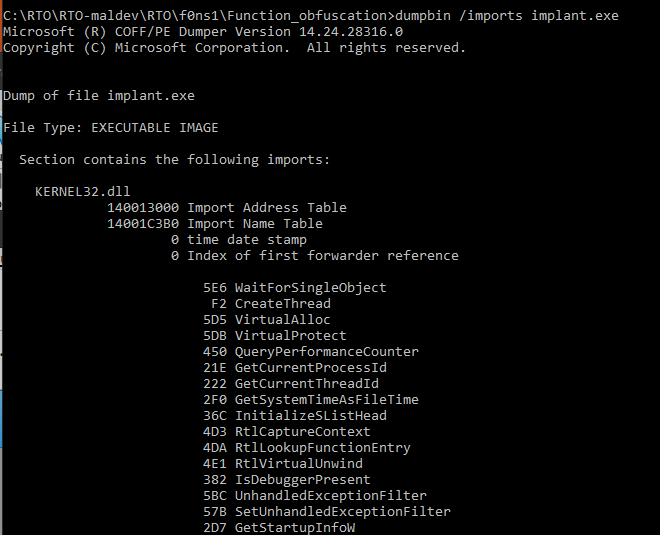 C:\RTO\RTO-maldev\RTO\f0ns1\Function_obfuscation>dumpbin /imports implant.exe
Microsoft (R) COFF/PE Dumper Version 14.24.28316.0
Copyright (C) Microsoft Corporation.  All rights reserved.
Dump of file implant.exe
File Type: EXECUTABLE IMAGE
Section contains the following imports:
KERNEL32.dll
140013000 Import Address Table
14001C3B0 Import Name Table
0 time date stamp
0 Index of first forwarder reference
5E6 WaitForSingleObject
F2 CreateThread
5D5 VirtualAlloc
5DB VirtualProtect
450 QueryPerformanceCounter
21E GetCurrentProcessId
222 GetCurrentThreadId
2F0 GetSystemTimeAsFileTime
36C InitializeSListHead
4D3 RtlCaptureContext
4DA RtlLookupFunctionEntry
4E1 RtlVirtualUnwind
382 IsDebuggerPresent
5BC UnhandledExceptionFilter
57B SetUnhandledExceptionFilter
2D7 GetStartupInfoW